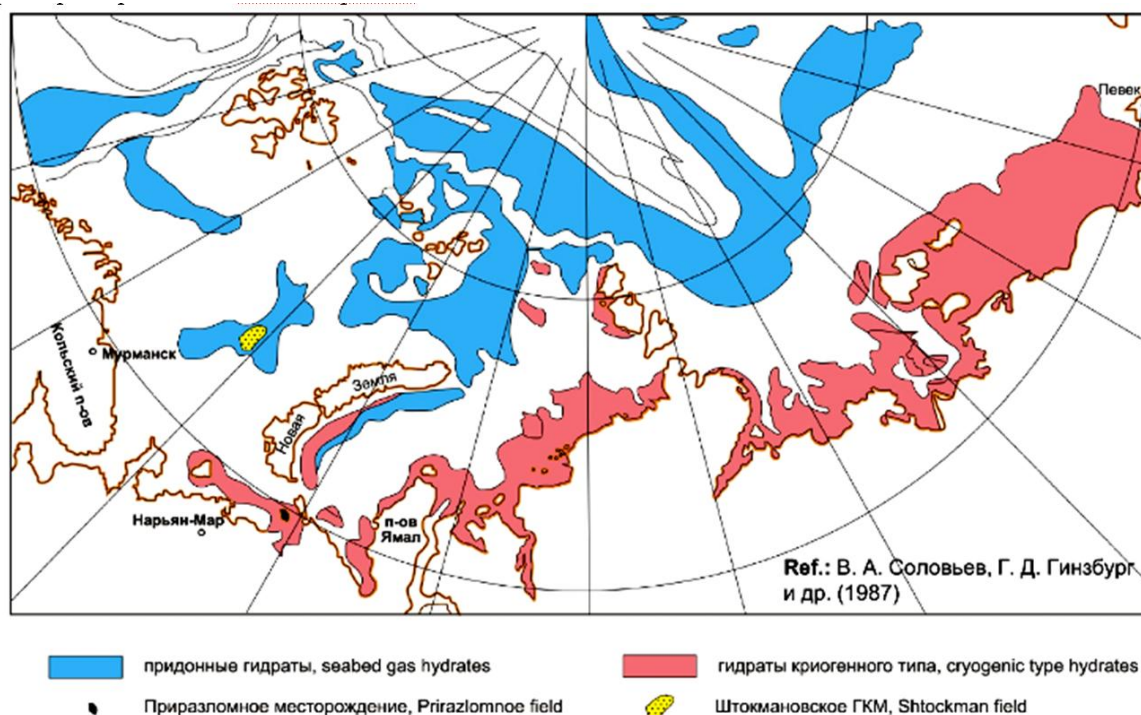 Певек
Мурманск
Кольский п-ов
Новая
Земля
Нарьян-Мар
п-ов
Ямал
Ref.: В. А. Соловьев, Г. Д. Гинзбург
и др. (1987)
придонные гидраты, seabed gas hydrates
гидраты криогенного типа, cryogenic type hydrates
Приразломное месторождение, Prirazlomnoe field
Штокмановское ГКМ, Shtockman field